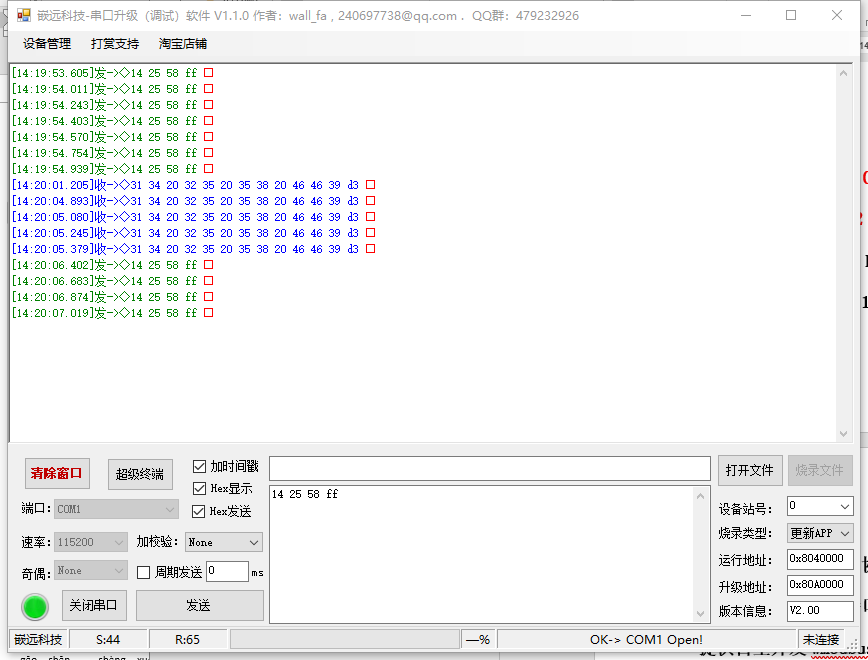 嵌远科技-串口升级（调试）软件 V1.1.0 作者：wall_fa , 240697738@qq.com . QQ群：479232926
设备管理 打赏支持 淘宝店铺
[14:19:53.605]发->◇14 25 58 ff □
[14:19:54.011]发->◇14 25 58 ff □
[14:19:54.243]发->◇14 25 58 ff □
[14:19:54.403]发->◇14 25 58 ff □
[14:19:54.570]发->◇14 25 58 ff □
[14:19:54.754]发->◇14 25 58 ff □
[14:19:54.939]发->◇14 25 58 ff □
[14:20:01.205]收->◇31 34 20 32 35 20 35 38 20 46 46 39 d3 □
[14:20:04.893]收->◇31 34 20 32 35 20 35 38 20 46 46 39 d3 □
[14:20:05.080]收->◇31 34 20 32 35 20 35 38 20 46 46 39 d3 □
[14:20:05.245]收->◇31 34 20 32 35 20 35 38 20 46 46 39 d3 □
[14:20:05.379]收->◇31 34 20 32 35 20 35 38 20 46 46 39 d3 □
[14:20:06.402]发->◇14 25 58 ff □
[14:20:06.683]发->◇14 25 58 ff □
[14:20:06.874]发->◇14 25 58 ff □
[14:20:07.019]发->◇14 25 58 ff □
清除窗口 超级终端
加时间戳
Hex显示
Hex发送
端口: COM1
速率: 115200 加校验: None
奇偶: None 周期发送 0 ms
关闭串口 发送
14 25 58 ff
打开文件 烧录文件
设备站号: 0
烧录类型: 更新APP
运行地址: 0x8040000
升级地址: 0x80A0000
版本信息: V2.00
嵌远科技 S:44 R:65 —% OK-> COM1 Open! 未连接